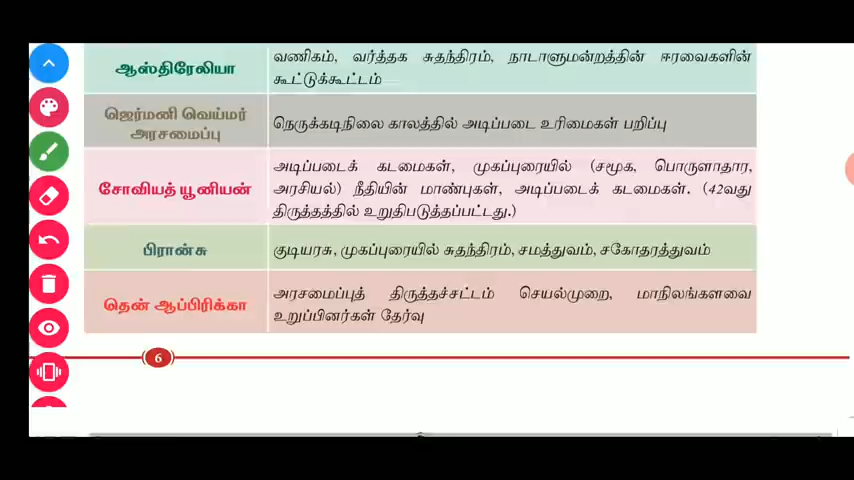 ஆஸ்திரேலியா
வணிகம், வர்த்தக சுதந்திரம், நாடாளுமன்றத்தின் ஈரவைகளின்
கூட்டுக்கூட்டம்
ஜெர்மனி வெய்மர்
அரசமைப்பு
நெருக்கடிநிலை காலத்தில் அடிப்படை உரிமைகள் பறிப்பு
சோவியத் யூனியன்
அடிப்படைக் கடமைகள், முகப்புரையில் (சமூக, பொருளாதார,
அரசியல்) நீதியின் மாண்புகள், அடிப்படைக் கடமைகள். (42வது
திருத்தத்தில் உறுதிபடுத்தப்பட்டது.)
பிரான்சு
குடியரசு, முகப்புரையில் சுதந்திரம், சமத்துவம், சகோதரத்துவம்
தென் ஆப்பிரிக்கா
அரசமைப்புத் திருத்தச்சட்டம் செயல்முறை, மாநிலங்களவை
உறுப்பினர்கள் தேர்வு
6